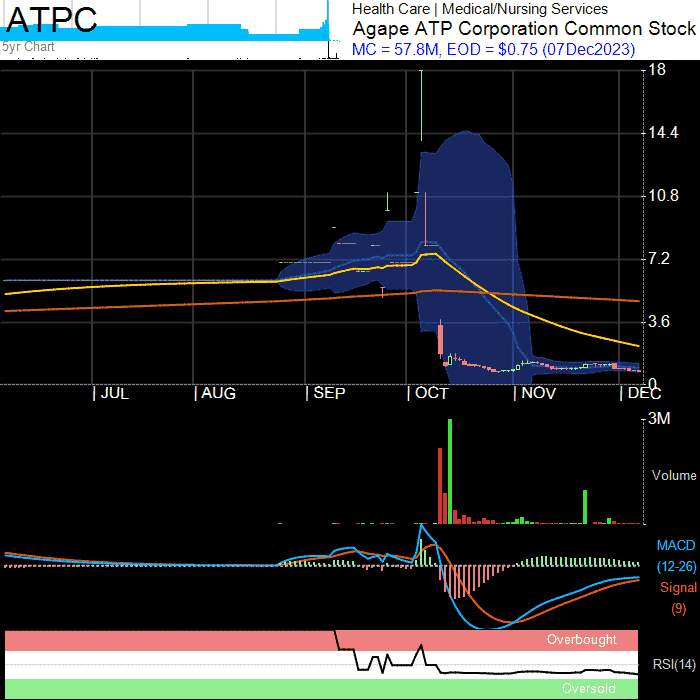 ATPC
5yr Chart
Health Care | Medical/Nursing Services
Agape ATP Corporation Common Stock
MC = 57.8M, EOD = $0.75 (07Dec2023)
18
14.4
10.8
7.2
3.6
0
| JUL | AUG | SEP | OCT | NOV | DEC
3M
Volume
MACD
(12-26)
Signal
(9)
Overbought
RSI(14)
Oversold